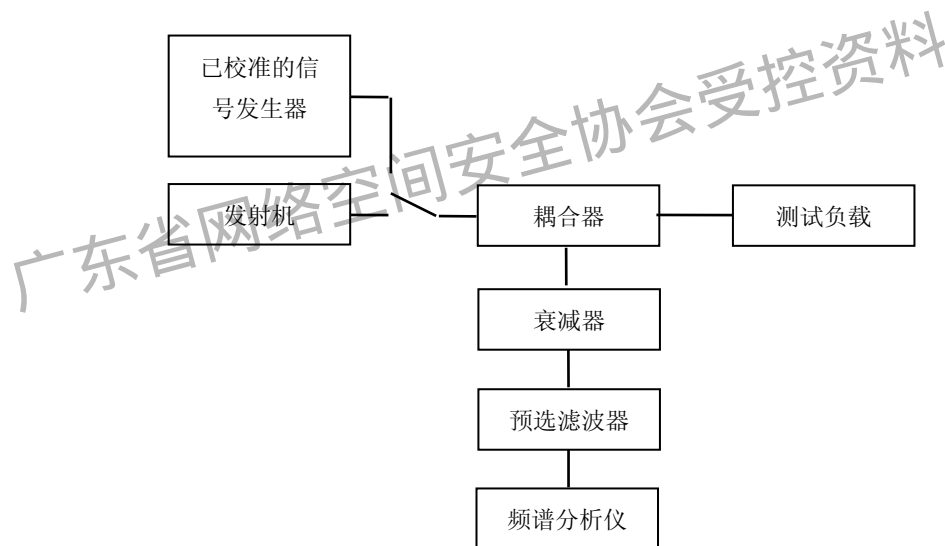 已校准的信
号发生器
发射机
耦合器
测试负载
衰减器
预选滤波器
频谱分析仪
广东省网络空间安全协会受控资料